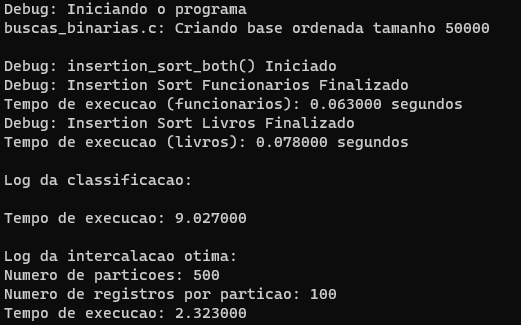 Debug: Iniciando o programa
buscas_binarias.c: Criando base ordenada tamanho 50000
Debug: insertion_sort_both() Iniciado
Debug: Insertion Sort Funcionarios Finalizado
Tempo de execucao (funcionarios): 0.063000 segundos
Debug: Insertion Sort Livros Finalizado
Tempo de execucao (livros): 0.078000 segundos
Log da classificacao:
Tempo de execucao: 9.027000
Log da intercalacao otima:
Numero de particoes: 500
Numero de registros por particao: 100
Tempo de execucao: 2.323000